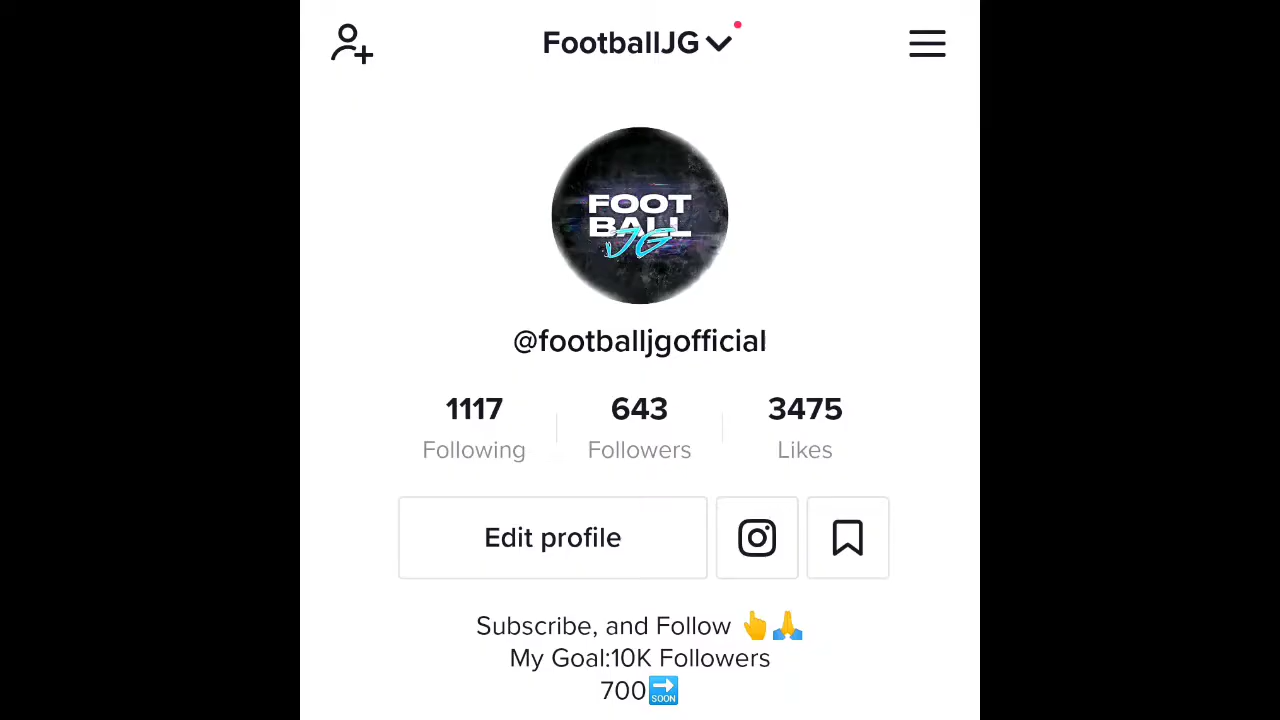 FootballJG
FOOT
BALL
JG
@footballjgofficial
1117 643 3475
Following Followers Likes
Edit profile
Subscribe, and Follow 👆🙏
My Goal:10K Followers
700🔜